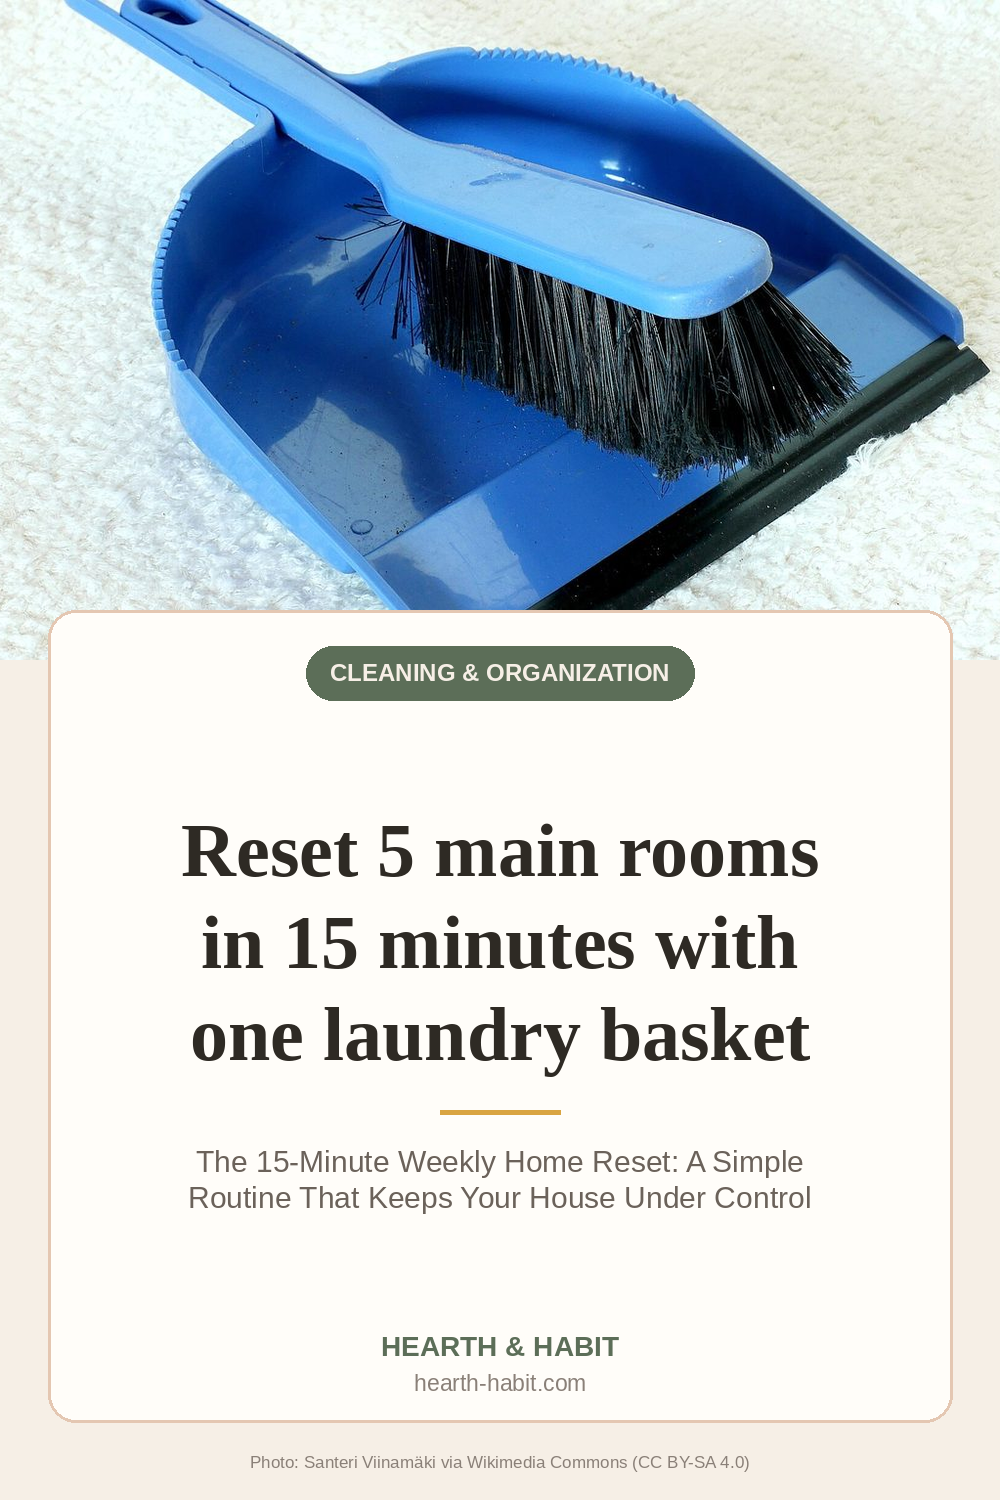 CLEANING & ORGANIZATION
Reset 5 main rooms
in 15 minutes with
one laundry basket
The 15-Minute Weekly Home Reset: A Simple
Routine That Keeps Your House Under Control
HEARTH & HABIT
hearth-habit.com
Photo: Santeri Viinamäki via Wikimedia Commons (CC BY-SA 4.0)